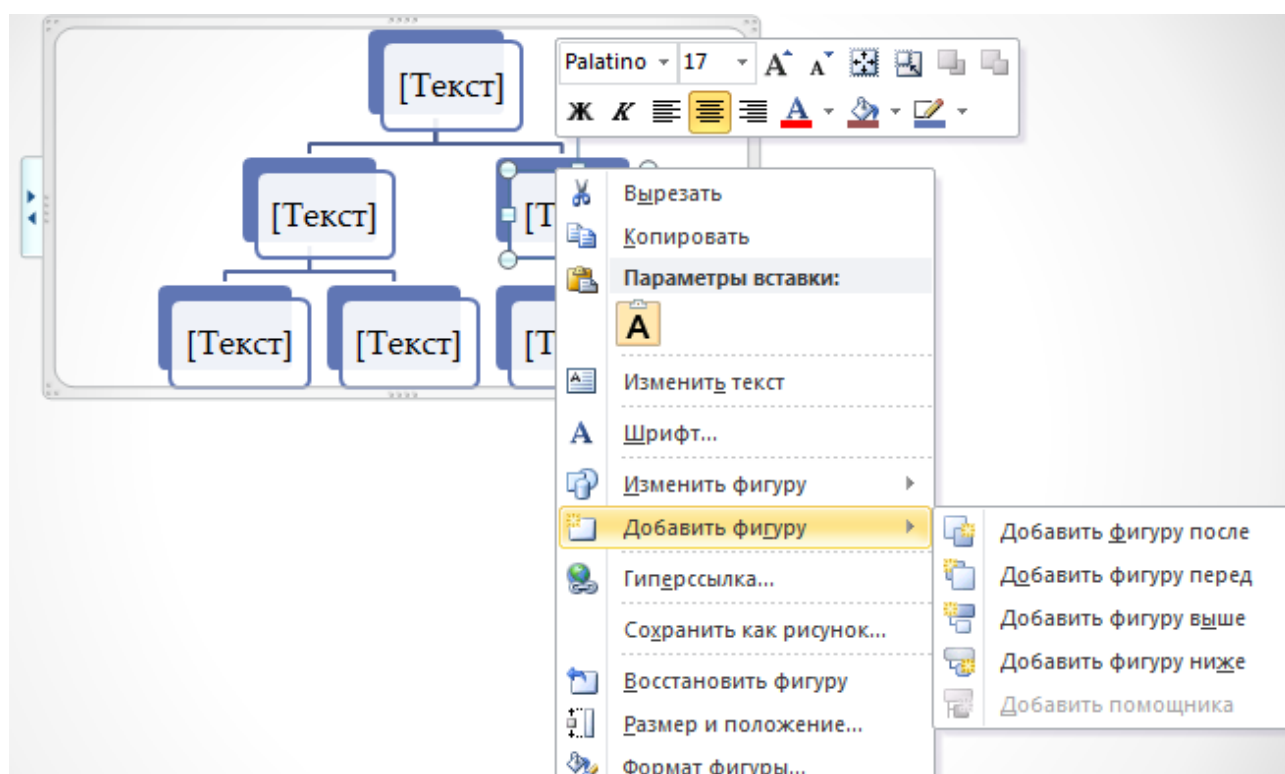 [Текст]
Palatino 17 А А
Ж К А
[Текст]
[Т
[Текст]
[Текст]
[Т
Вырезать
Копировать
Параметры вставки:
А
Изменить текст
А Шрифт...
Изменить фигуру
Добавить фигуру
Гиперссылка...
Сохранить как рисунок...
Восстановить фигуру
Размер и положение...
Формат фигуры...
Добавить фигуру после
Добавить фигуру перед
Добавить фигуру выше
Добавить фигуру ниже
Добавить помощника